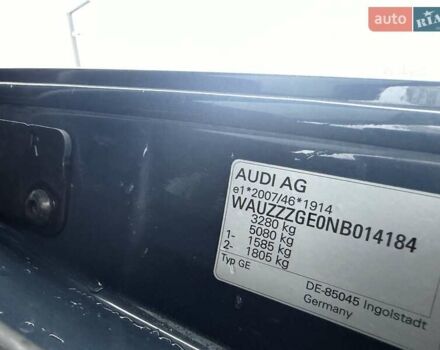 auto RIA
AUDI AG
e1*2007/46*1914
WAUZZZGE0NB014184
3280 kg
5080 kg
1- 1585 kg
2- 1805 kg
Typ GE
DE-85045 Ingolstadt
Germany